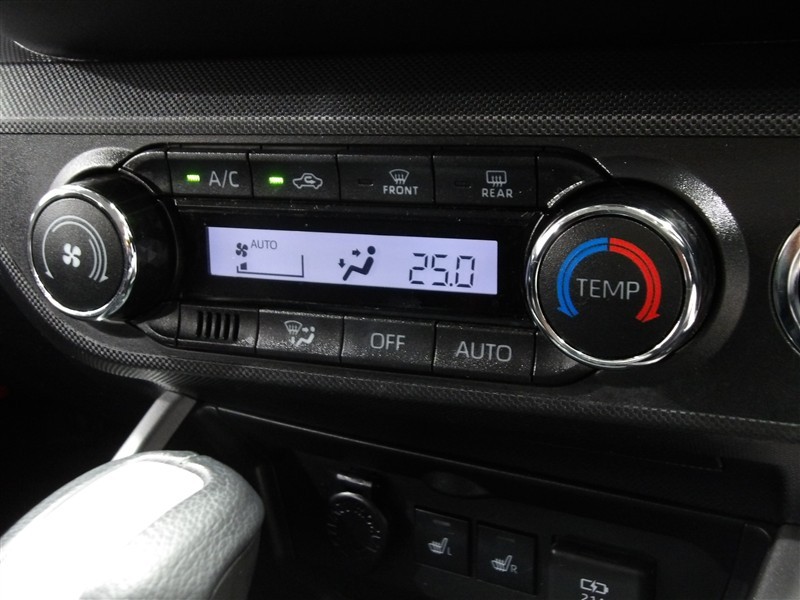 A/C
FRONT
REAR
AUTO
25.0
TEMP
OFF
AUTO
L
R